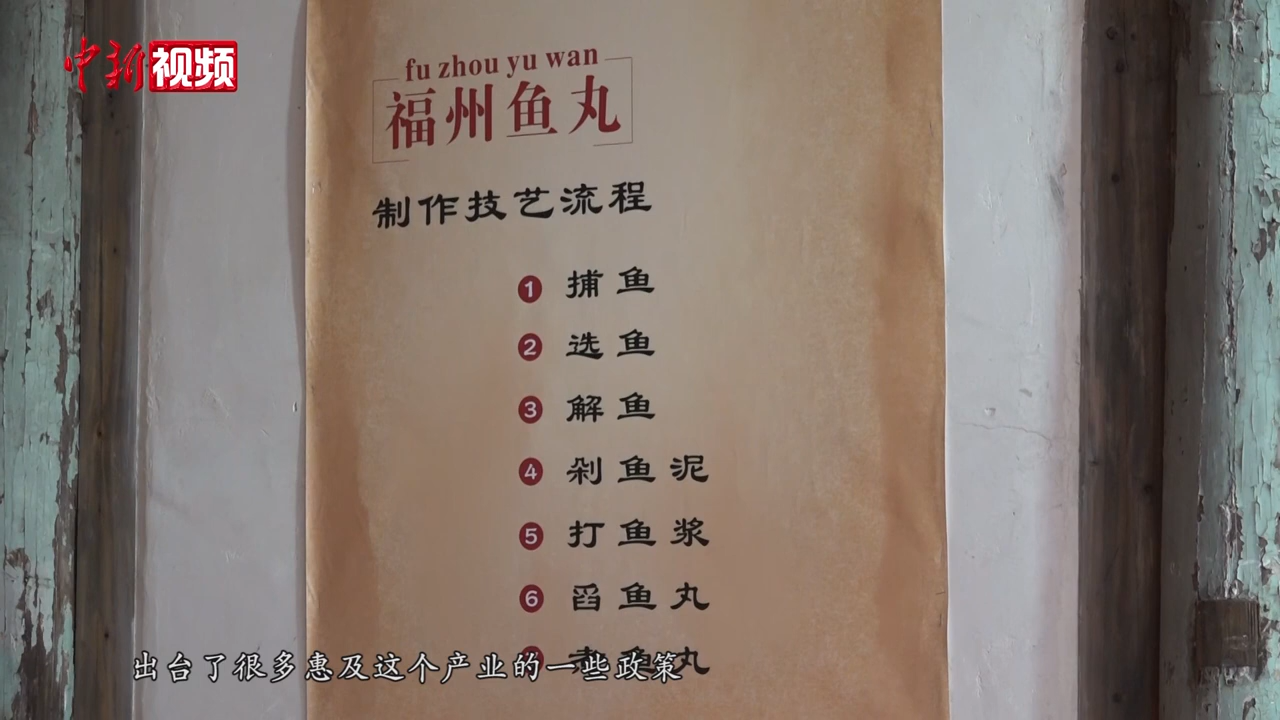 中新视频
fu zhou yu wan
福州鱼丸
制作技艺流程
1 捕鱼
2 选鱼
3 解鱼
4 剁鱼泥
5 打鱼浆
6 舀鱼丸
鱼丸
出台了很多惠及这个产业的一些政策